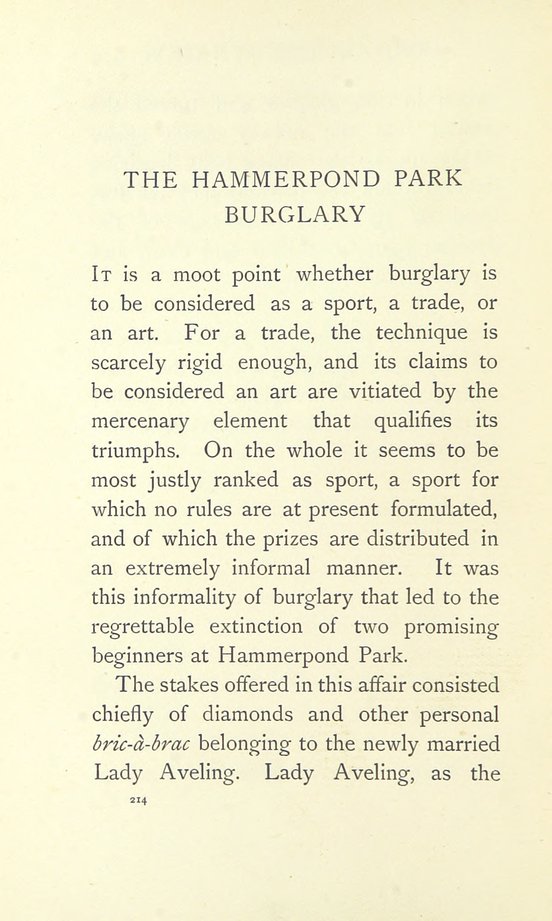 THE HAMMERPOND PARK
BURGLARY
It is a moot point whether burglary is
to be considered as a sport, a trade, or
an art. For a trade, the technique is
scarcely rigid enough, and its claims to
be considered an art are vitiated by the
mercenary element that qualifies its
triumphs. On the whole it seems to be
most justly ranked as sport, a sport for
which no rules are at present formulated,
and of which the prizes are distributed in
an extremely informal manner. It was
this informality of burglary that led to the
regrettable extinction of two promising
beginners at Hammerpond Park.
The stakes offered in this affair consisted
chiefly of diamonds and other personal
bric-à-brac belonging to the newly married
Lady Aveling. Lady Aveling, as the
214